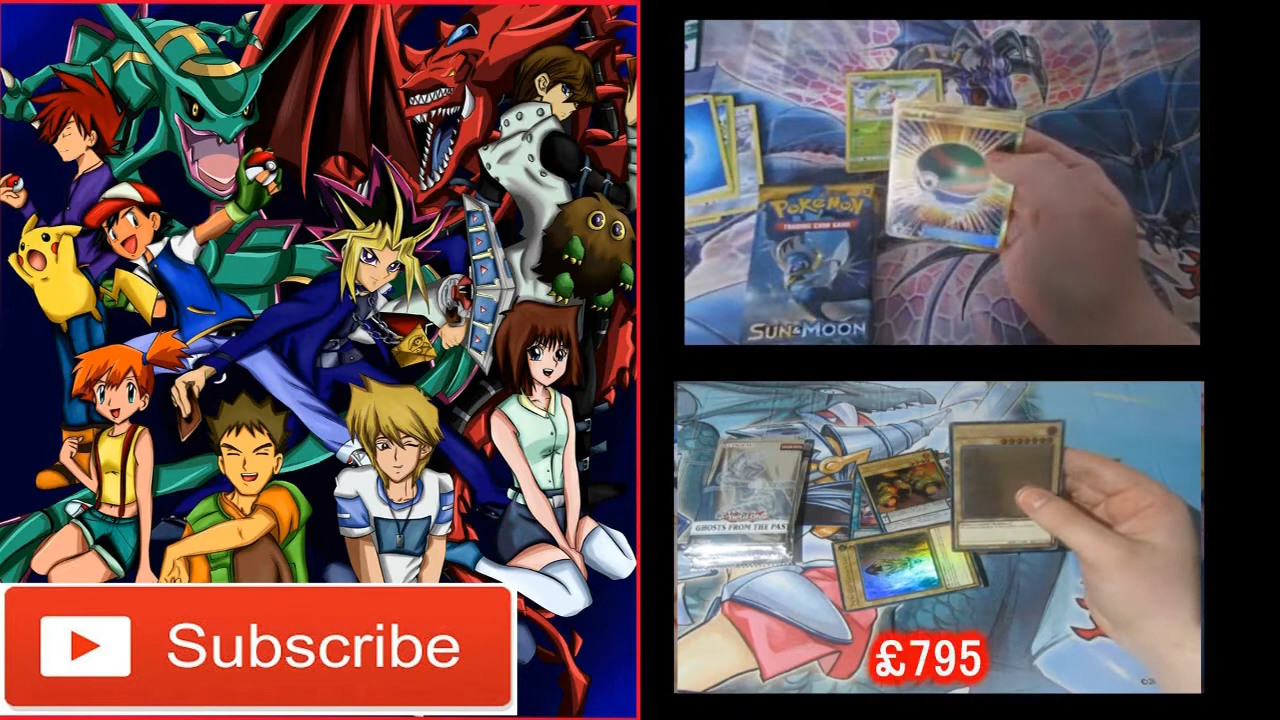 Subscribe
POKÉMON
TRADING CARD GAME
SUN & MOON
GHOSTS FROM THE PAST
£795